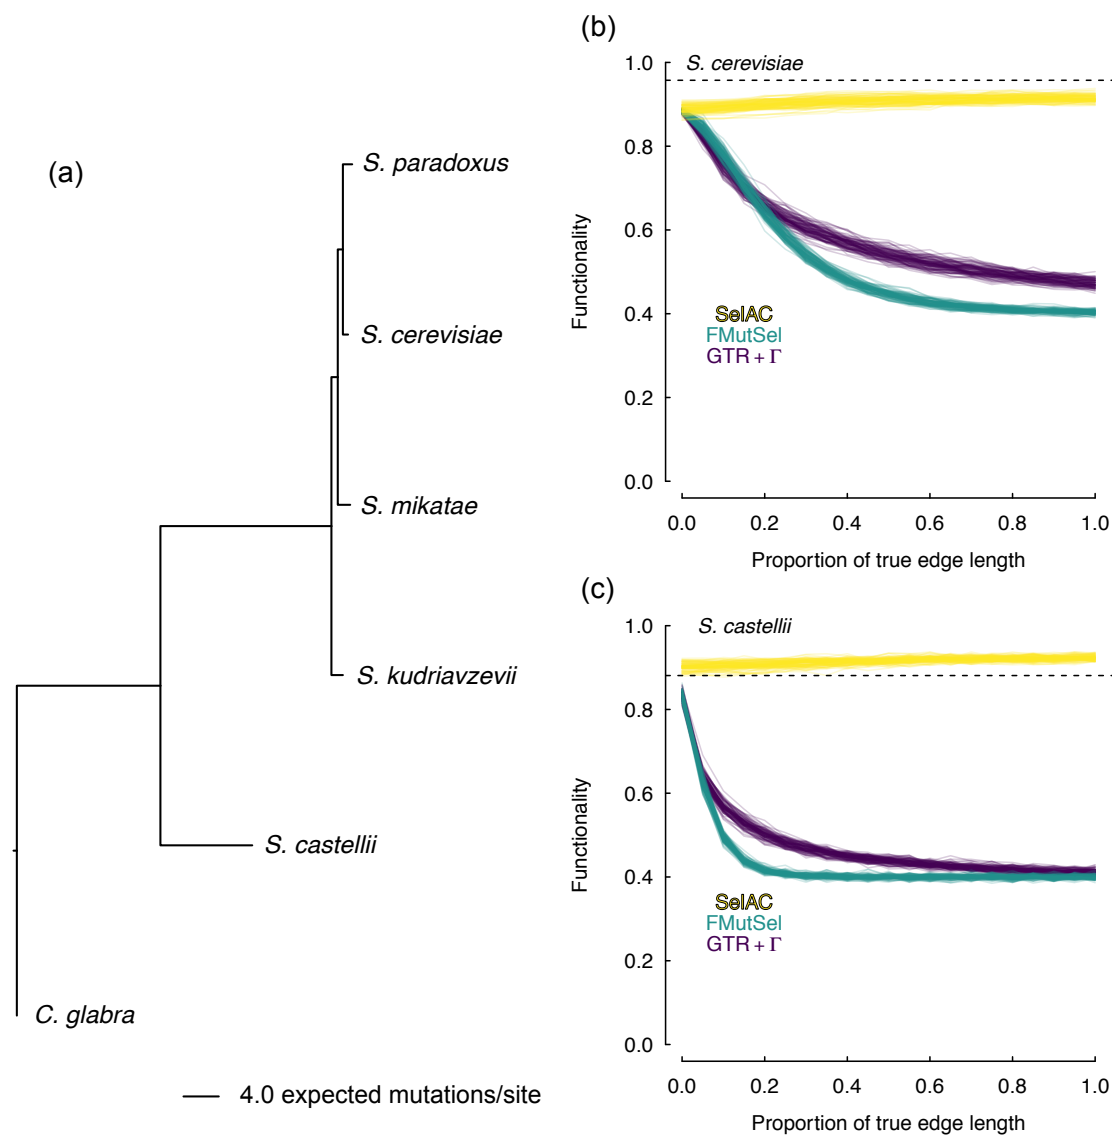 (a)
S. paradoxus
S. cerevisiae
S. mikatae
S. kudriavzevii
S. castellii
C. glabra
4.0 expected mutations/site
(b)
S. cerevisiae
1.0
0.8
0.6
0.4
0.2
0.0
Functionality
SelAC
FMutSel
GTR + Γ
0.0 0.2 0.4 0.6 0.8 1.0
Proportion of true edge length
(c)
S. castellii
1.0
0.8
0.6
0.4
0.2
0.0
Functionality
SelAC
FMutSel
GTR + Γ
0.0 0.2 0.4 0.6 0.8 1.0
Proportion of true edge length